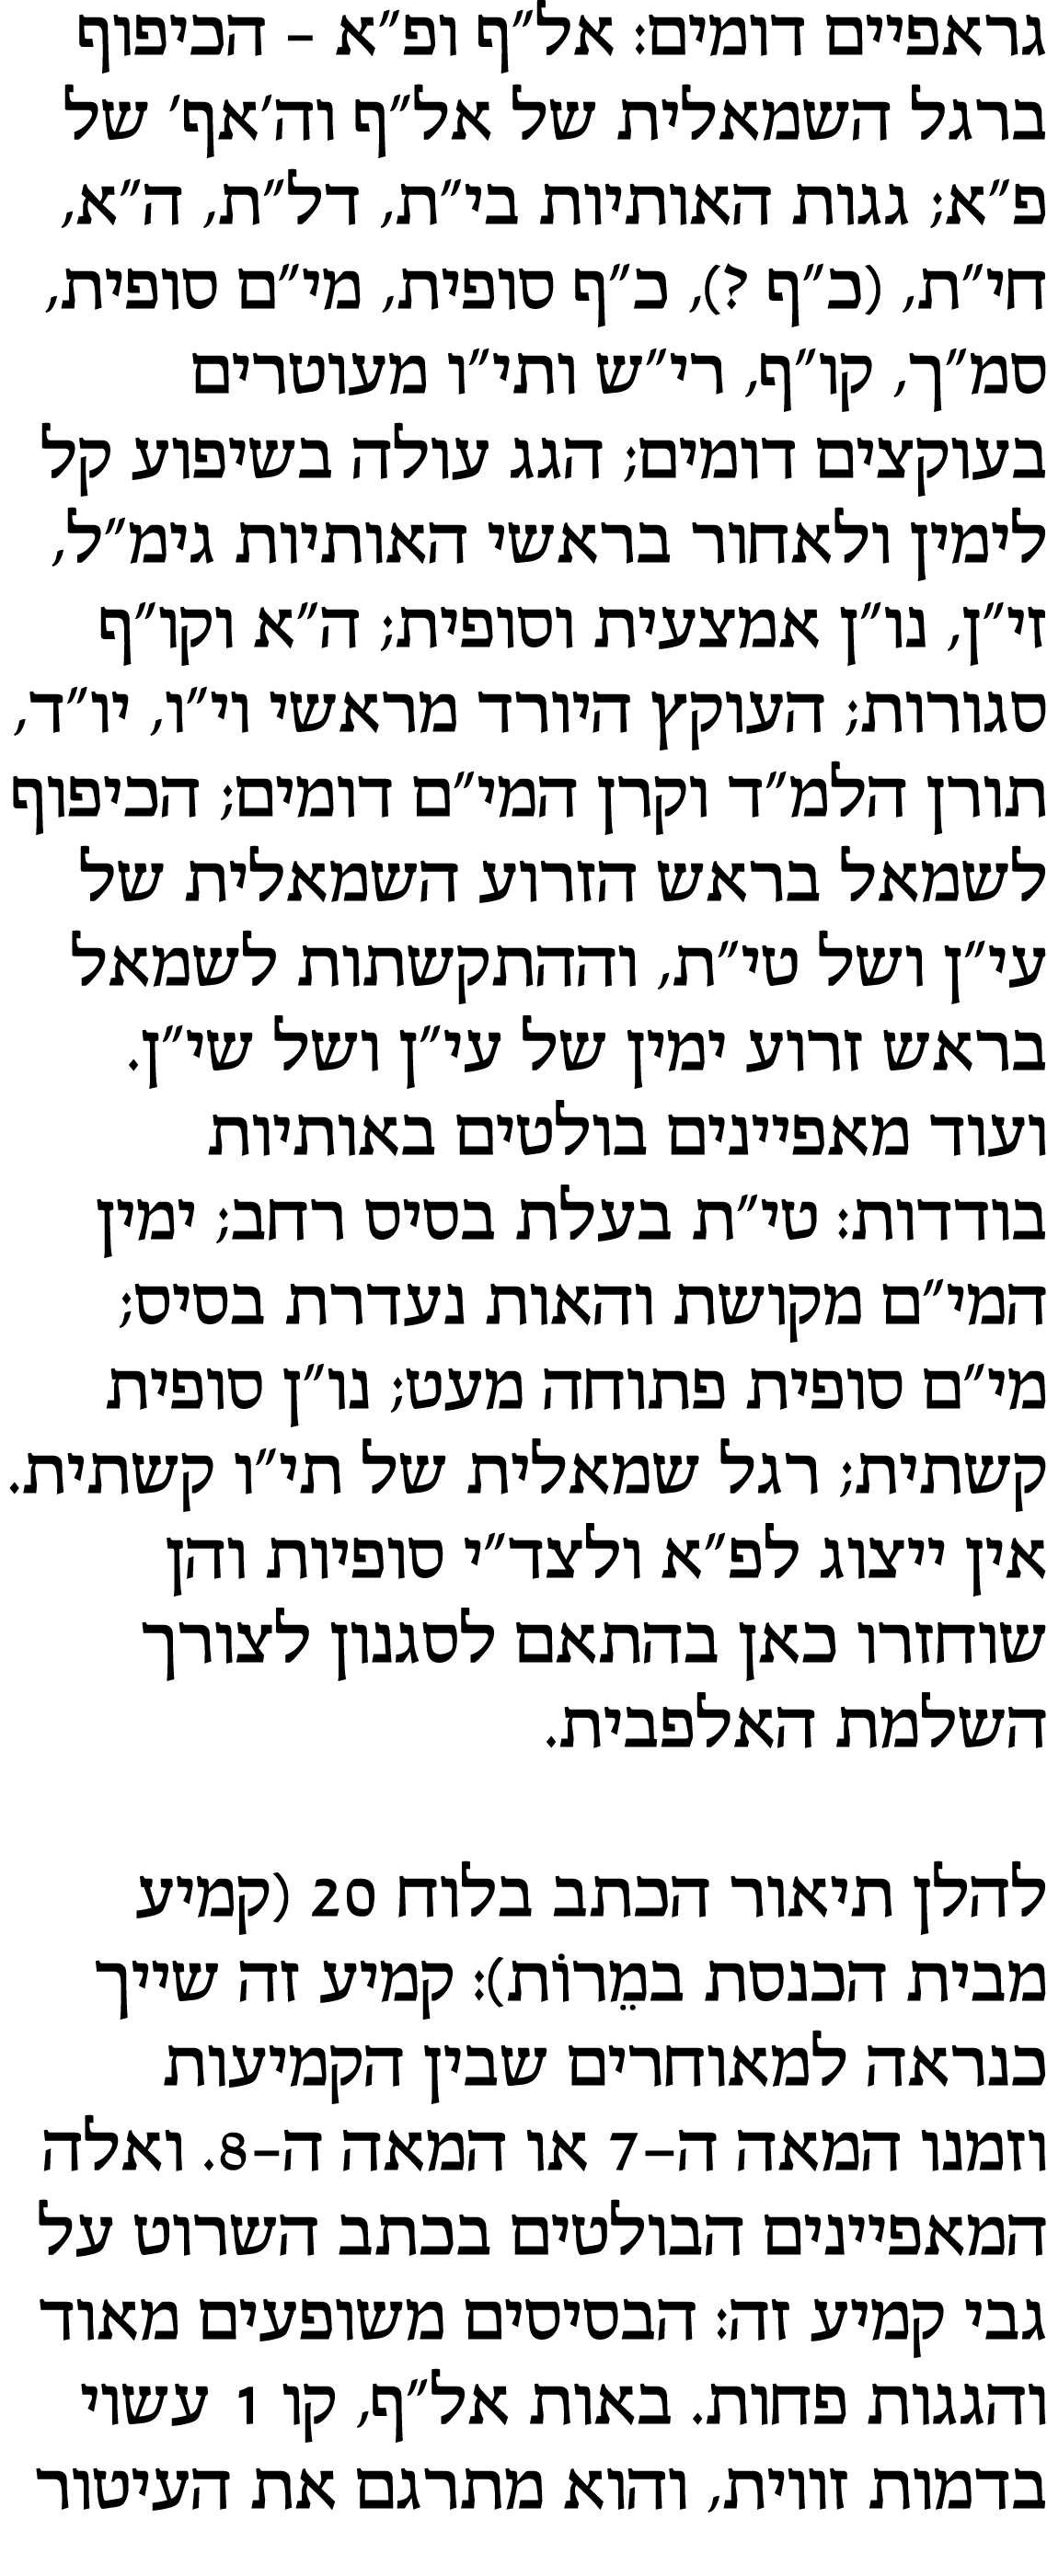 גראפיים דומים: אל"ף ופ"א – הכיפוף
ברגל השמאלית של אל"ף וה'אף' של
פ"א; גגות האותיות בי"ת, דל"ת, ה"א,
חי"ת, (כ"ף ?), כ"ף סופית, מי"ם סופית,
סמ"ך, קו"ף, רי"ש ותי"ו מעוטרים
בעוקצים דומים; הגג עולה בשיפוע קל
לימין ולאחור בראשי האותיות גימ"ל,
זי"ן, נו"ן אמצעית וסופית; ה"א וקו"ף
סגורות; העוקץ היורד מראשי וי"ו, יו"ד,
תורן הלמ"ד וקרן המי"ם דומים; הכיפוף
לשמאל בראש הזרוע השמאלית של
עי"ן ושל טי"ת, וההתקשתות לשמאל
בראש זרוע ימין של עי"ן ושל שי"ן.
ועוד מאפיינים בולטים באותיות
בודדות: טי"ת בעלת בסיס רחב; ימין
המי"ם מקושת והאות נעדרת בסיס;
מי"ם סופית פתוחה מעט; נו"ן סופית
קשתית; רגל שמאלית של תי"ו קשתית.
אין ייצוג לפ"א ולצד"י סופיות והן
שוחזרו כאן בהתאם לסגנון לצורך
השלמת האלפבית.
להלן תיאור הכתב בלוח 20 (קמיע
מבית הכנסת במֵרוֹת): קמיע זה שייך
כנראה למאוחרים שבין הקמיעות
וזמנו המאה ה–7 או המאה ה–8. ואלה
המאפיינים הבולטים בכתב השרוט על
גבי קמיע זה: הבסיסים משופעים מאוד
והגגות פחות. באות אל"ף, קו 1 עשוי
בדמות זווית, והוא מתרגם את העיטור